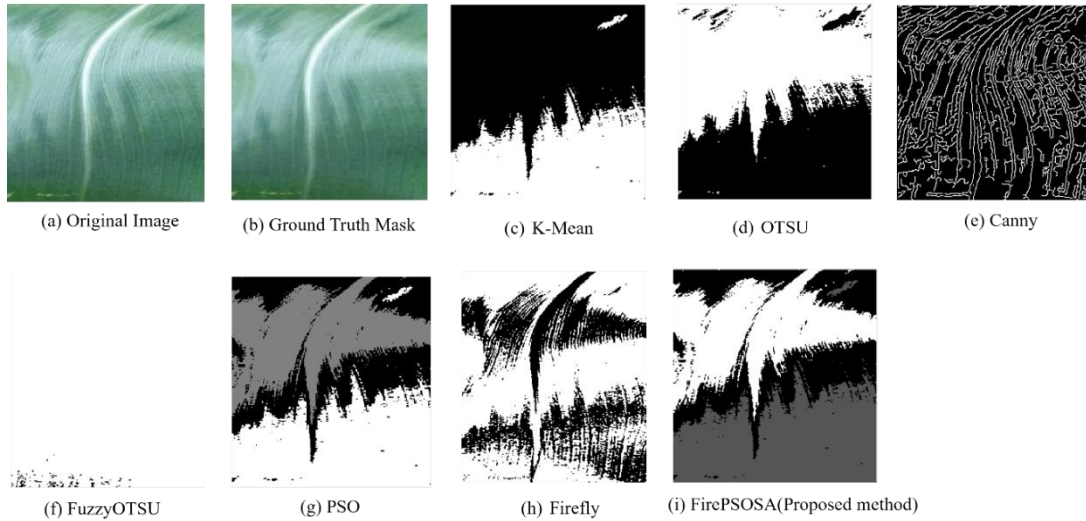 (a) Original Image
(b) Ground Truth Mask
(c) K-Mean
(d) OTSU
(e) Canny
(f) FuzzyOTSU
(g) PSO
(h) Firefly
(i) FirePSOSA(Proposed method)